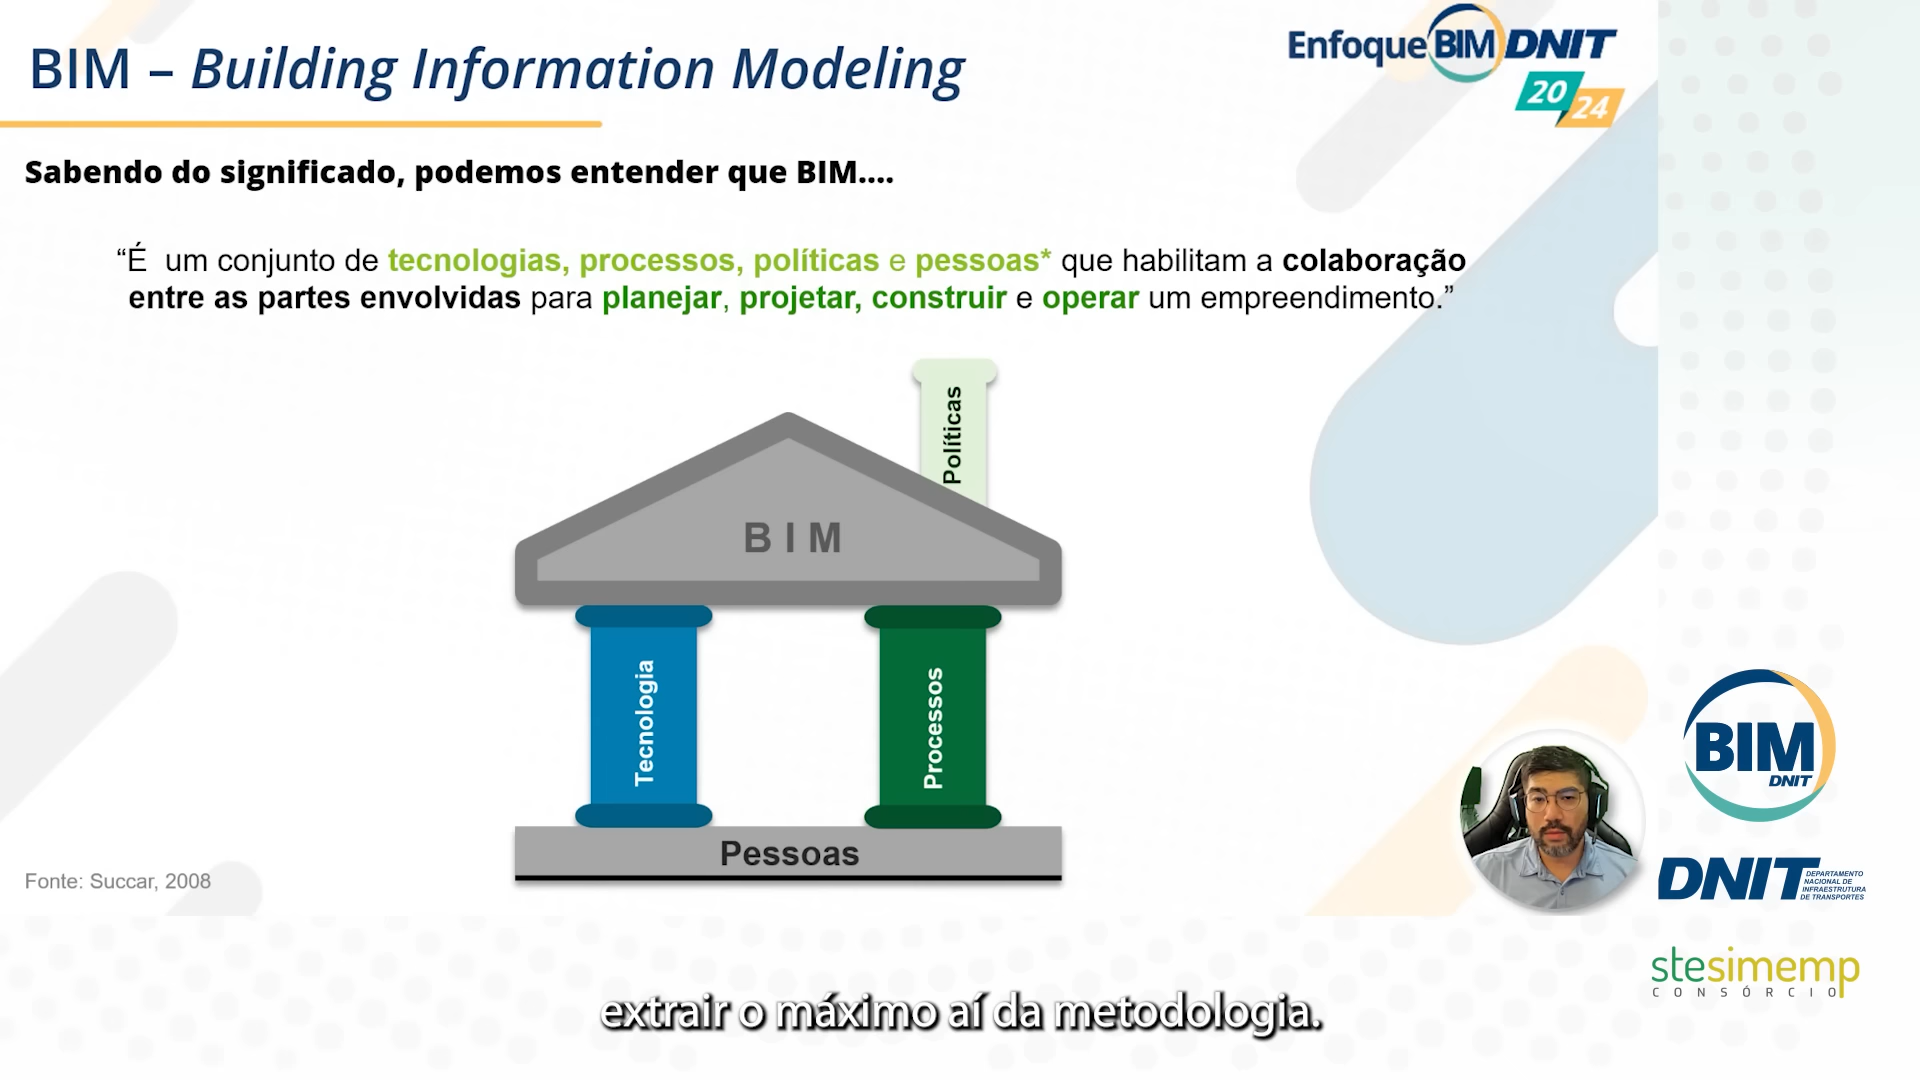 BIM – Building Information Modeling
Enfoque BIM DNIT
20 24
Sabendo do significado, podemos entender que BIM....
“É um conjunto de tecnologias, processos, políticas e pessoas* que habilitam a colaboração
entre as partes envolvidas para planejar, projetar, construir e operar um empreendimento.”
Políticas
B I M
Tecnologia
Processos
Pessoas
Fonte: Succar, 2008
BIM
DNIT
DNIT
DEPARTAMENTO
NACIONAL DE
INFRAESTRUTURA
DE TRANSPORTES
stesimemp
CONSÓRCIO
extrair o máximo aí da metodologia.